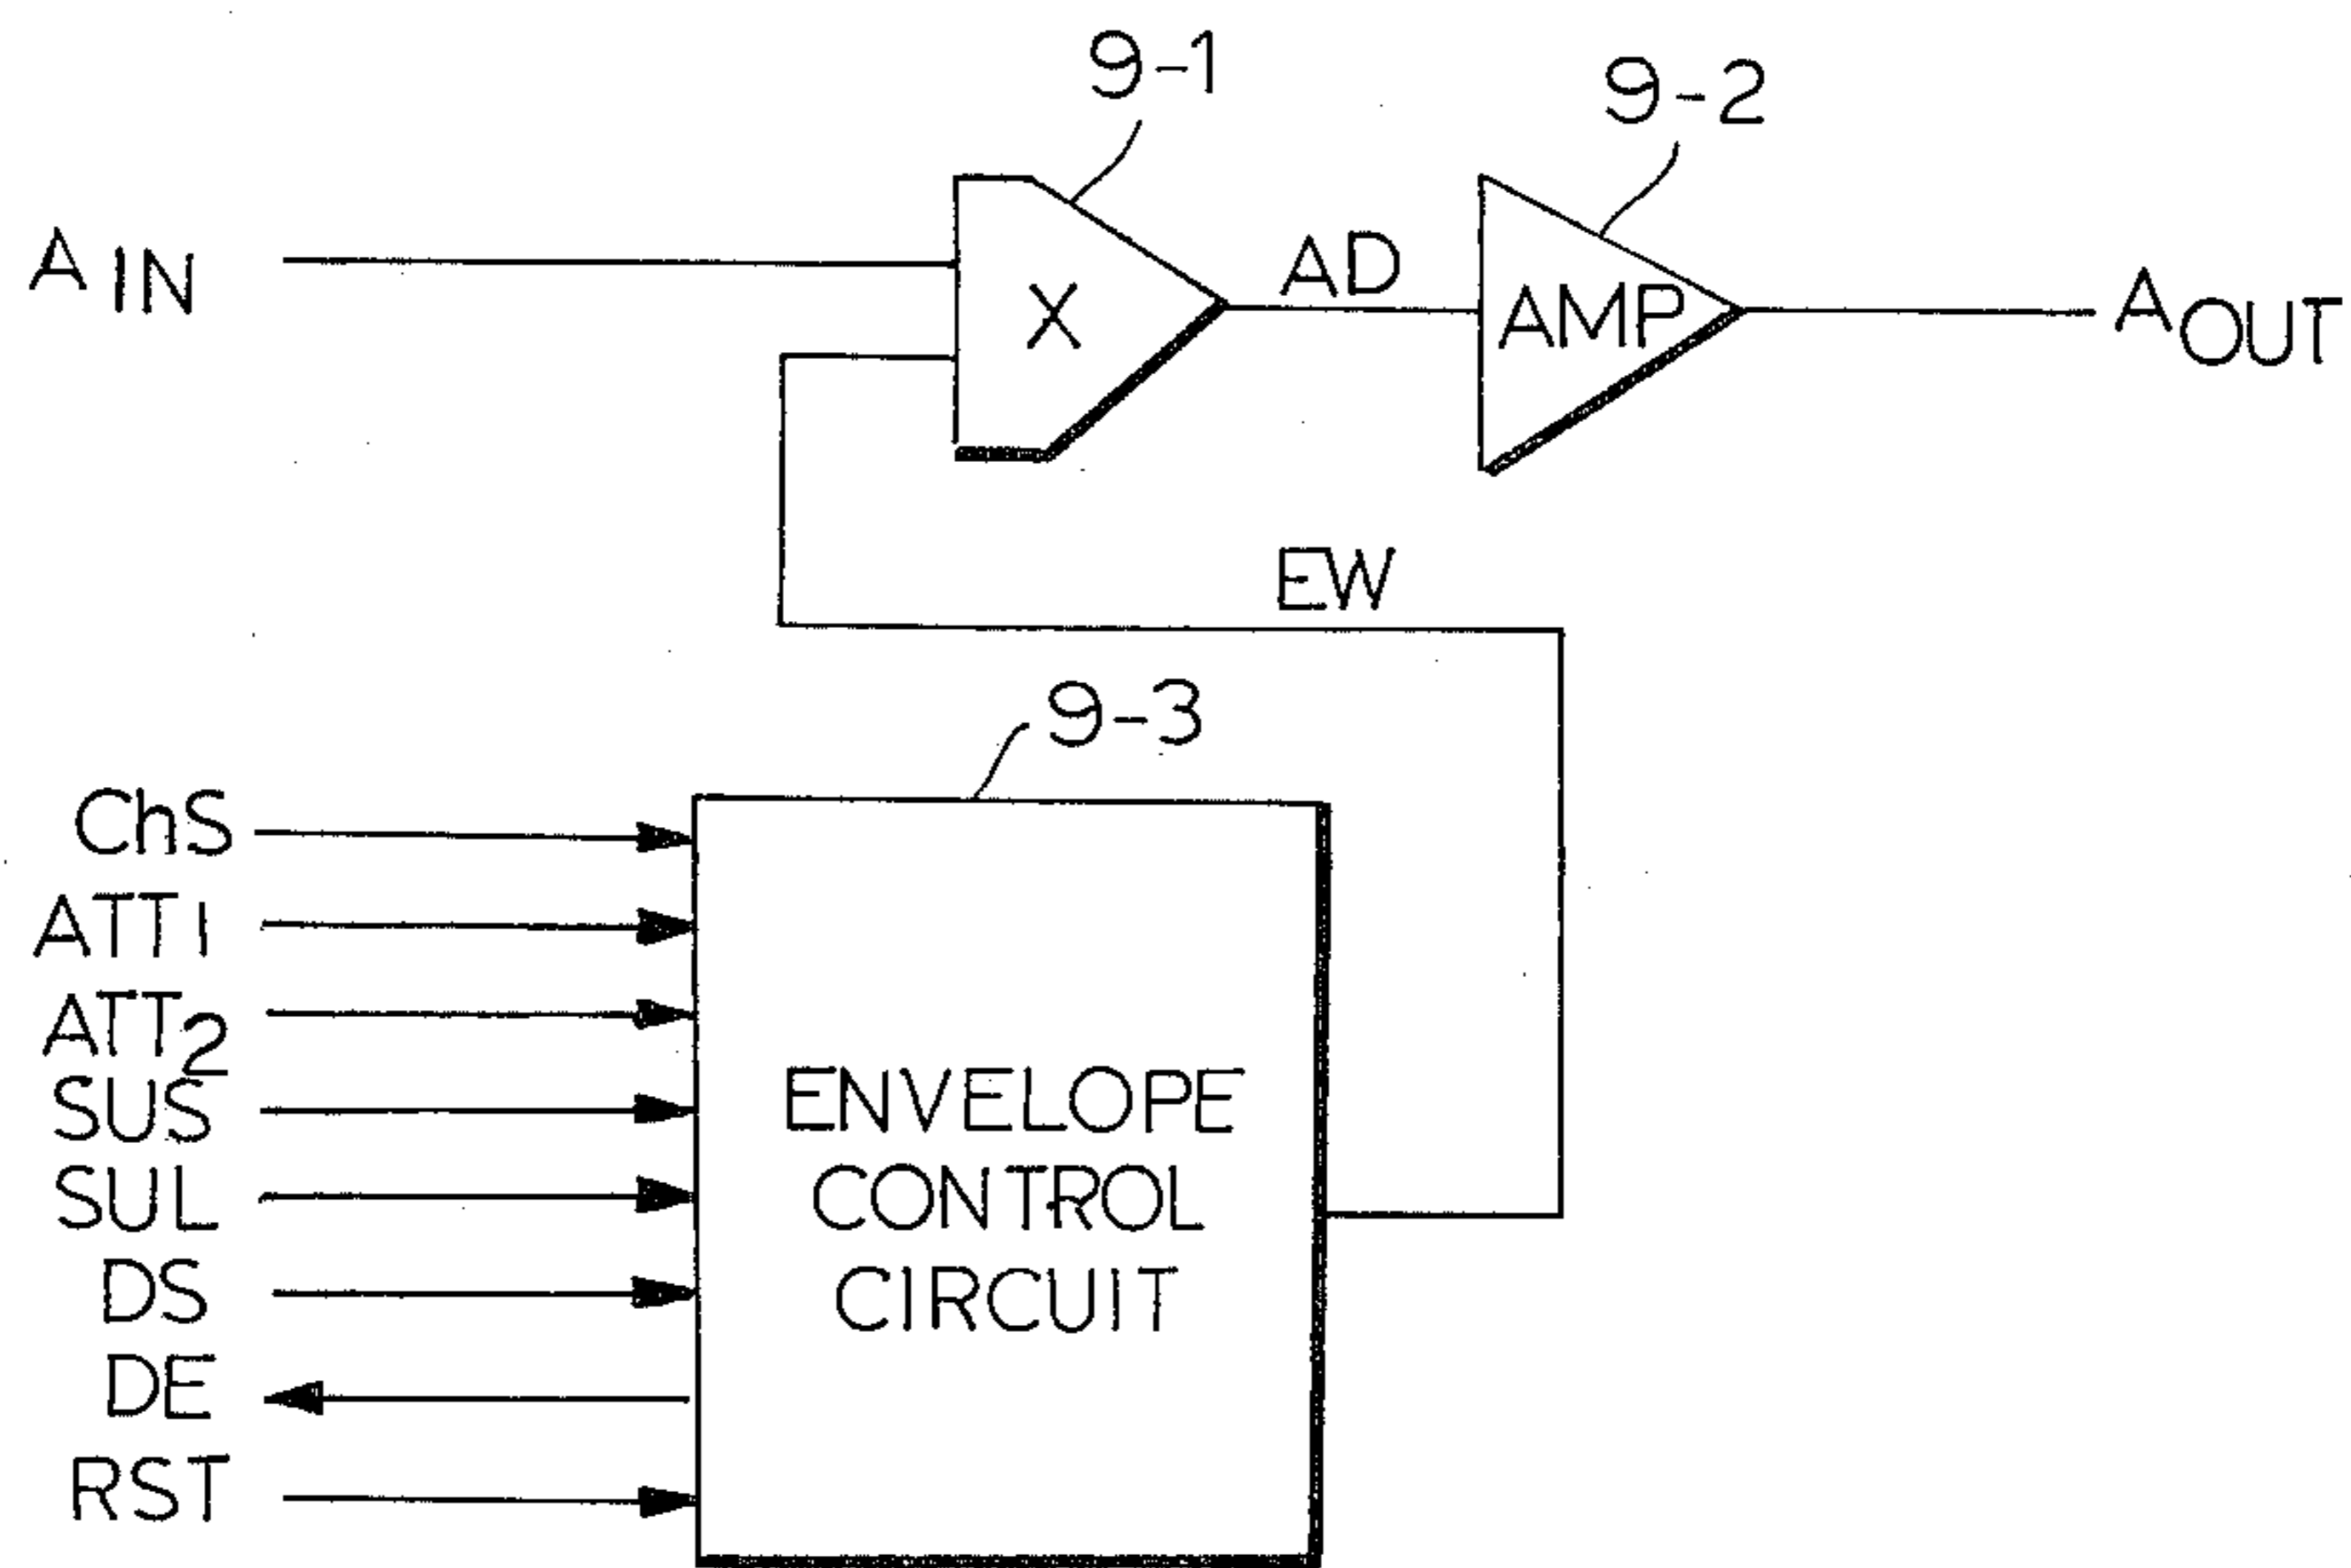 9-1
9-2
A IN
X
AD
AMP
A OUT
EW
9-3
ChS
ATT1
ATT2
SUS
SUL
DS
DE
RST
ENVELOPE
CONTROL
CIRCUIT